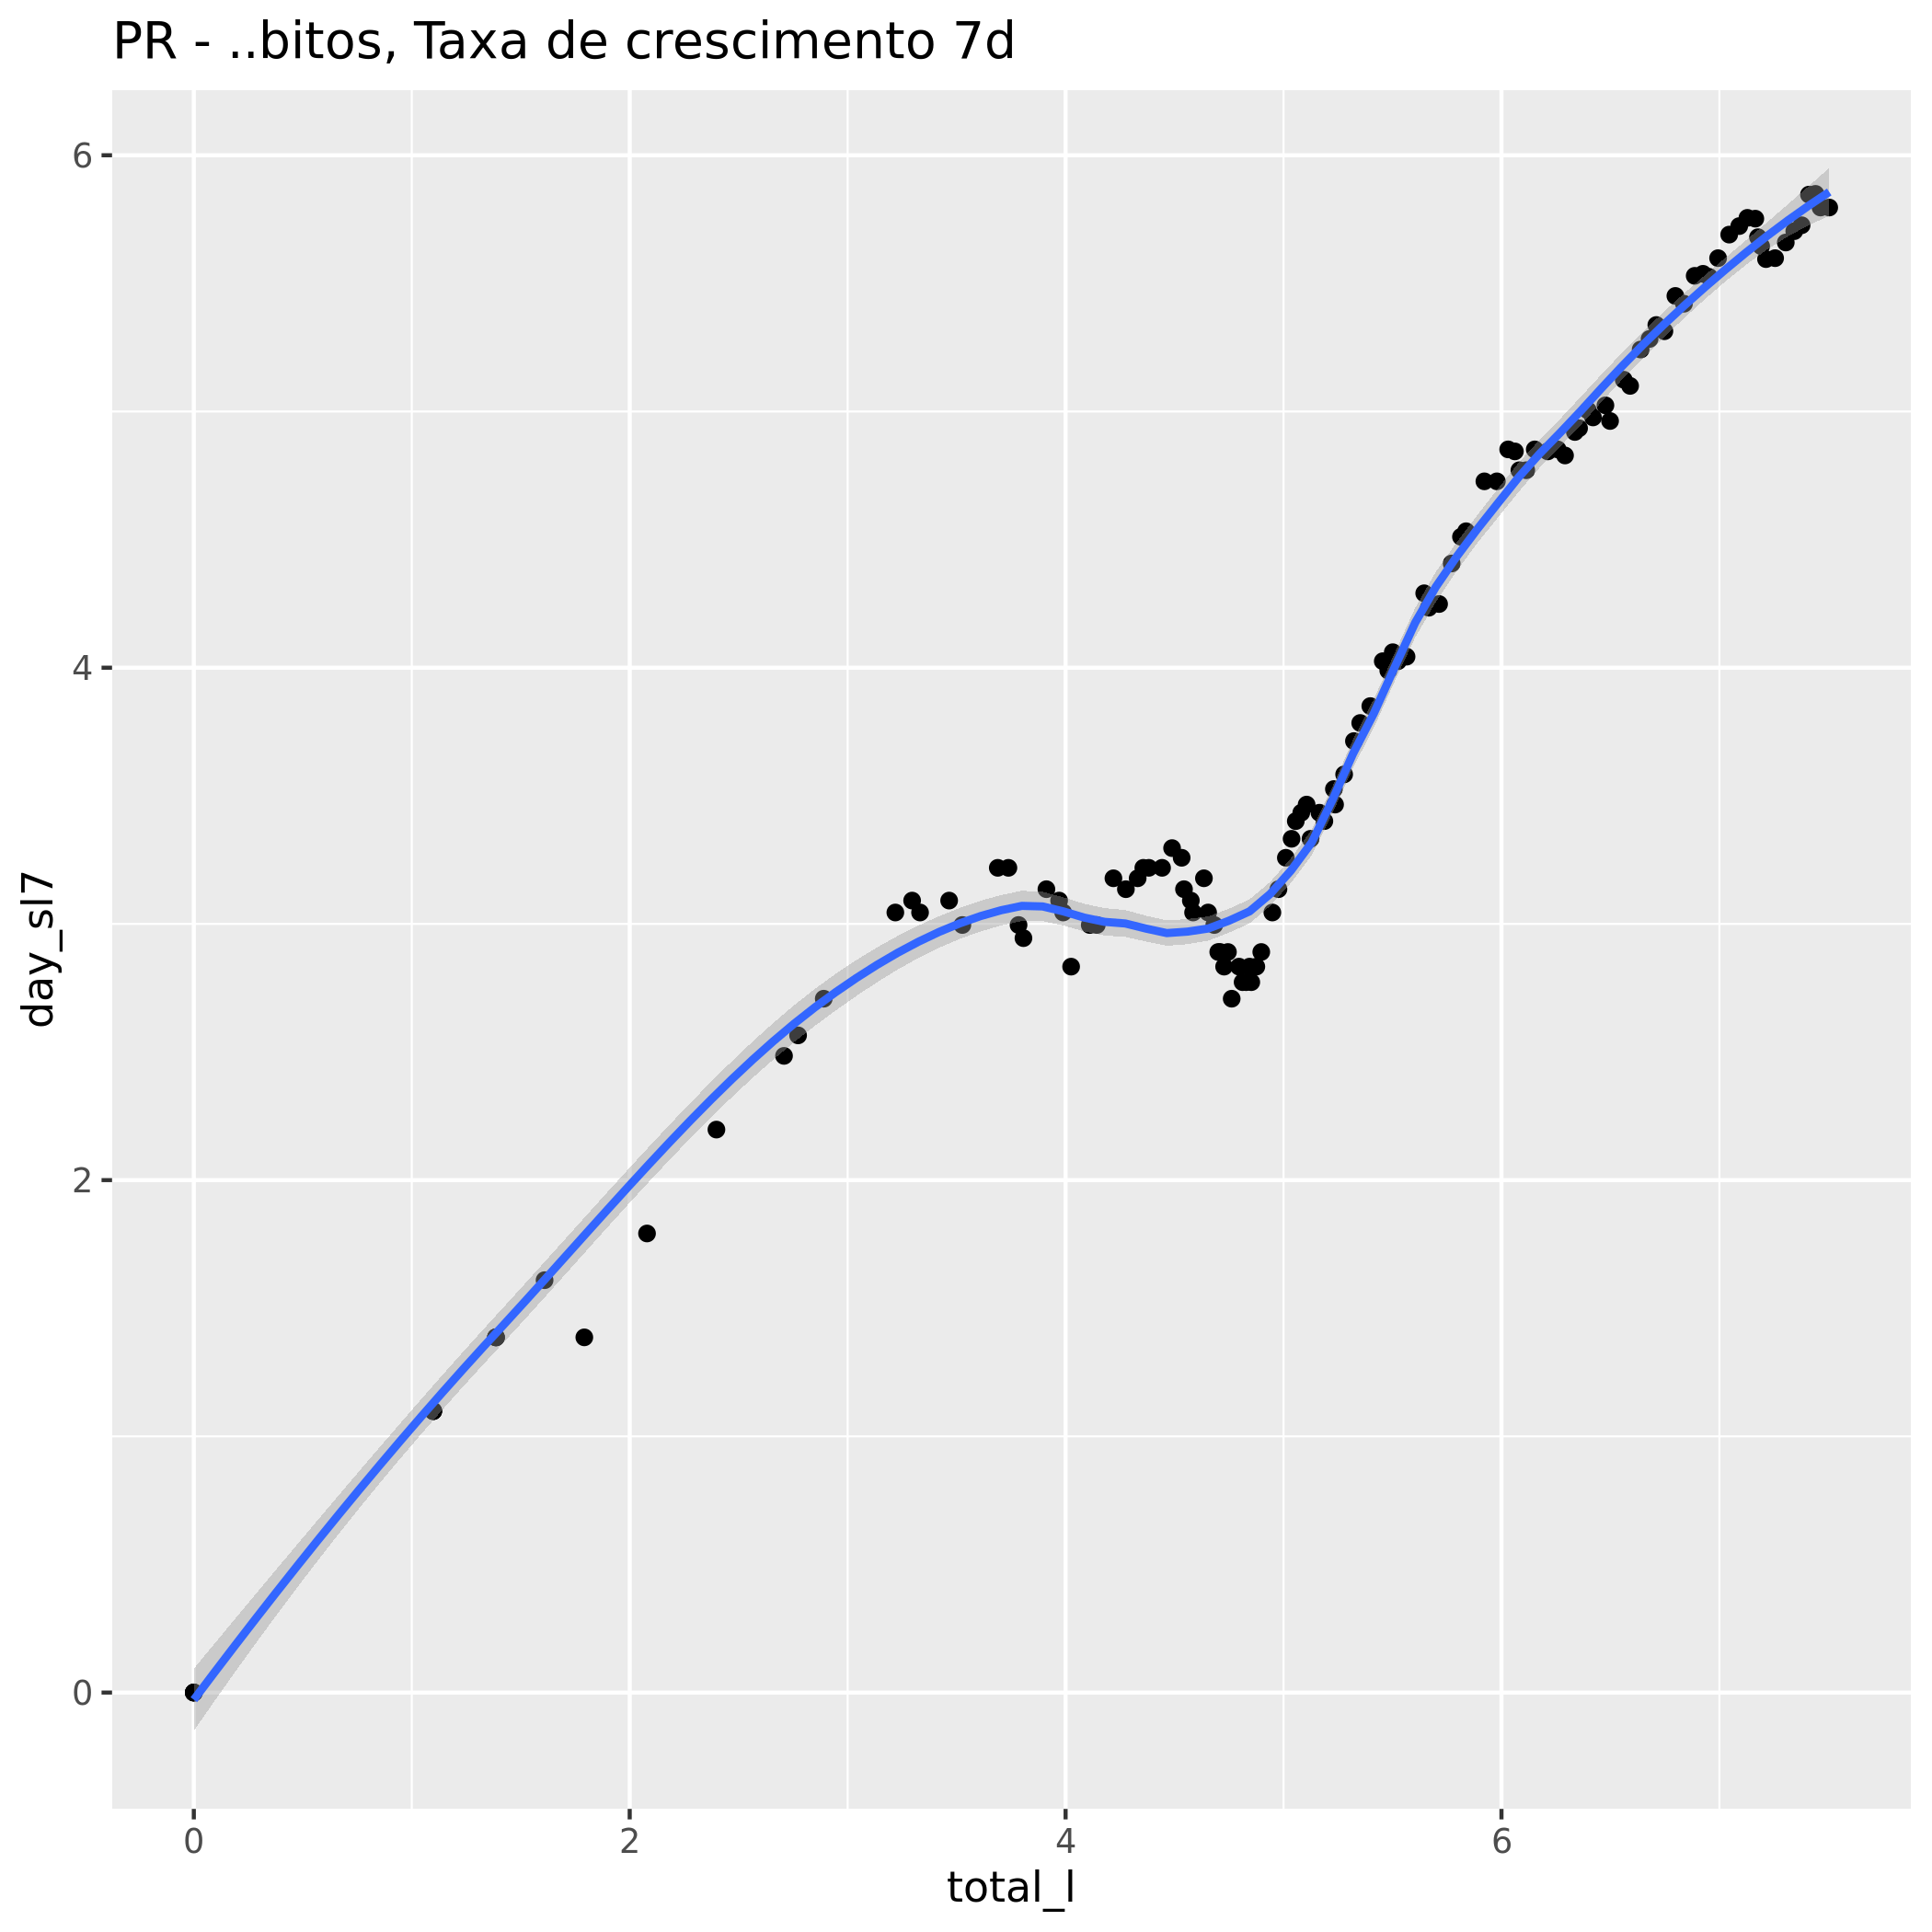 PR - ..bitos, Taxa de crescimento 7d
6
4
2
0
day_sl7
0 2 4 6
total_l